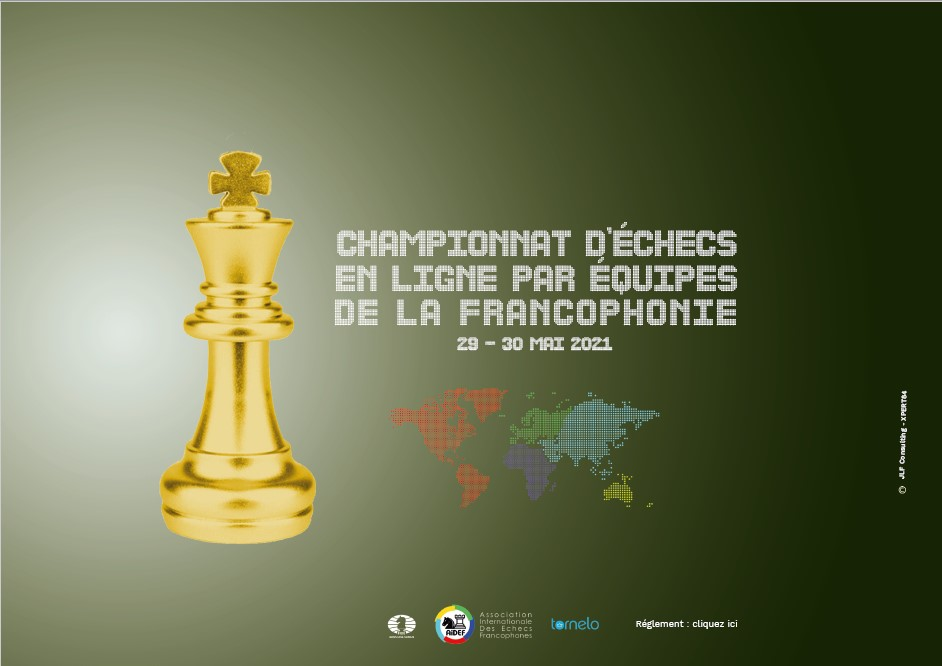 CHAMPIONNAT D'ÉCHECS
EN LIGNE PAR ÉQUIPES
DE LA FRANCOPHONIE
29 - 30 MAI 2021
© JLF Consulting - XPERT64
AIDEF
Association
Internationale
Des Echecs
Francophones
tornelo
Réglement : cliquez ici